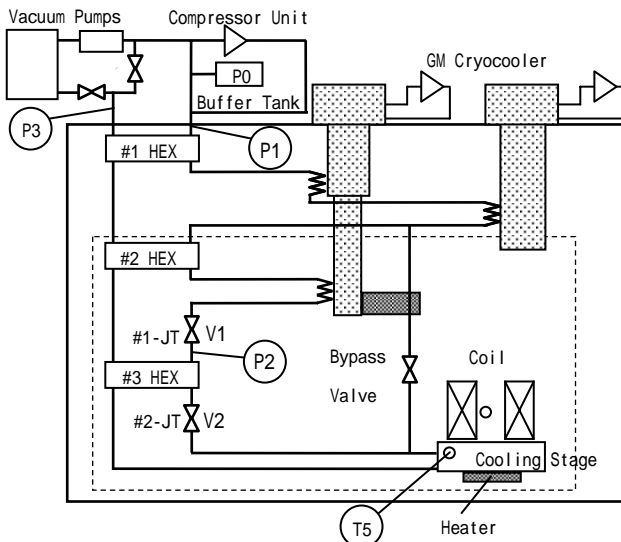 Vacuum Pumps
Compressor Unit
GM Cryocooler
P0
Buffer Tank
P3
P1
#1 HEX
#2 HEX
#1-JT
V1
P2
Bypass
Valve
Coil
#3 HEX
#2-JT
V2
Cooling Stage
T5
Heater